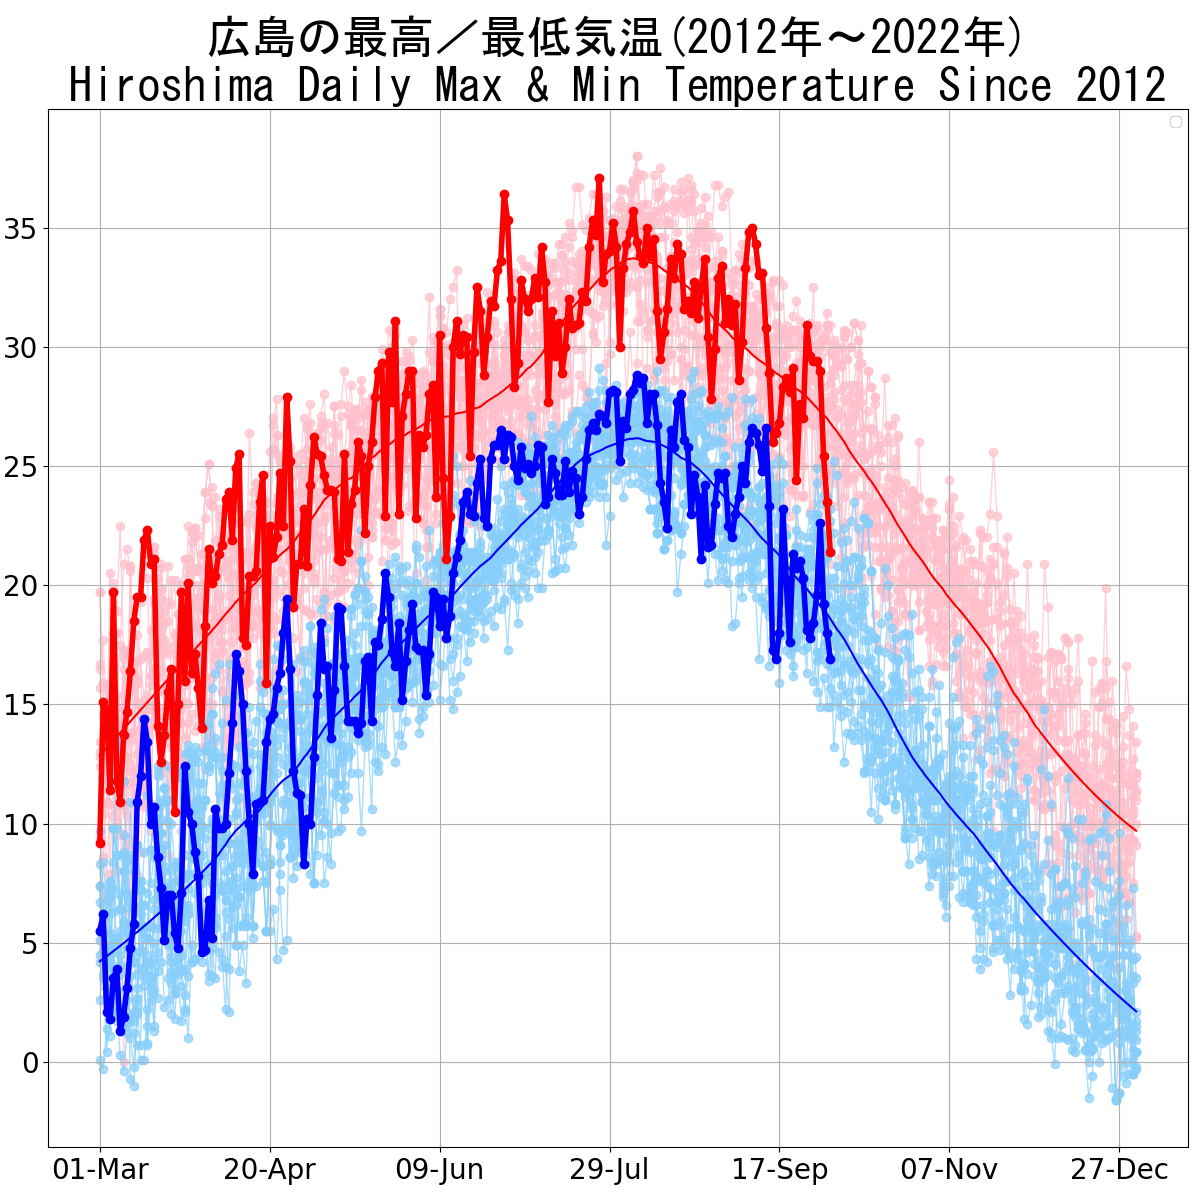 広島の最高／最低気温(2012年～2022年)
Hiroshima Daily Max & Min Temperature Since 2012
35
30
25
20
15
10
5
0
01-Mar 20-Apr 09-Jun 29-Jul 17-Sep 07-Nov 27-Dec